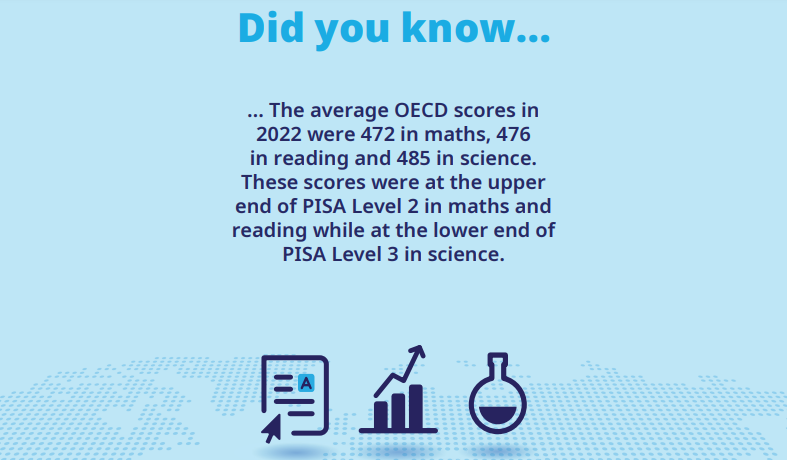 Did you know...
... The average OECD scores in
2022 were 472 in maths, 476
in reading and 485 in science.
These scores were at the upper
end of PISA Level 2 in maths and
reading while at the lower end of
PISA Level 3 in science.
A